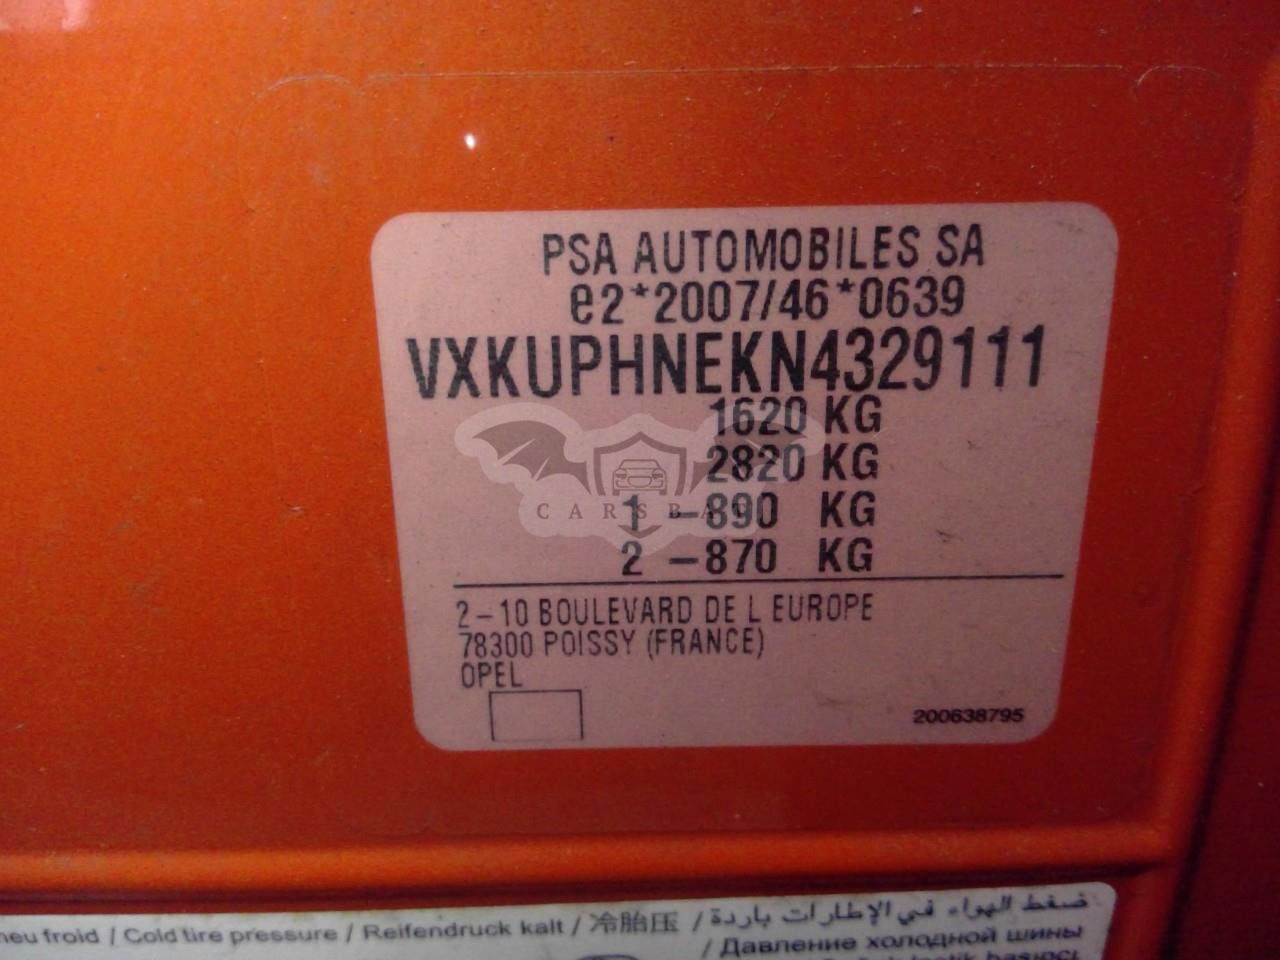 PSA AUTOMOBILES SA
e2*2007/46*0639
VXKUPHNEKN4329111
1620 KG
2820 KG
1 -890 KG
2 -870 KG
CARSBA
2-10 BOULEVARD DE L EUROPE
78300 POISSY (FRANCE)
OPEL
200638795
ضغط الهواء في الإطارات باردة /
neu froid / Cold tire pressure / Reifendruck kalt / 冷胎压 /
/ Давление холодной шины